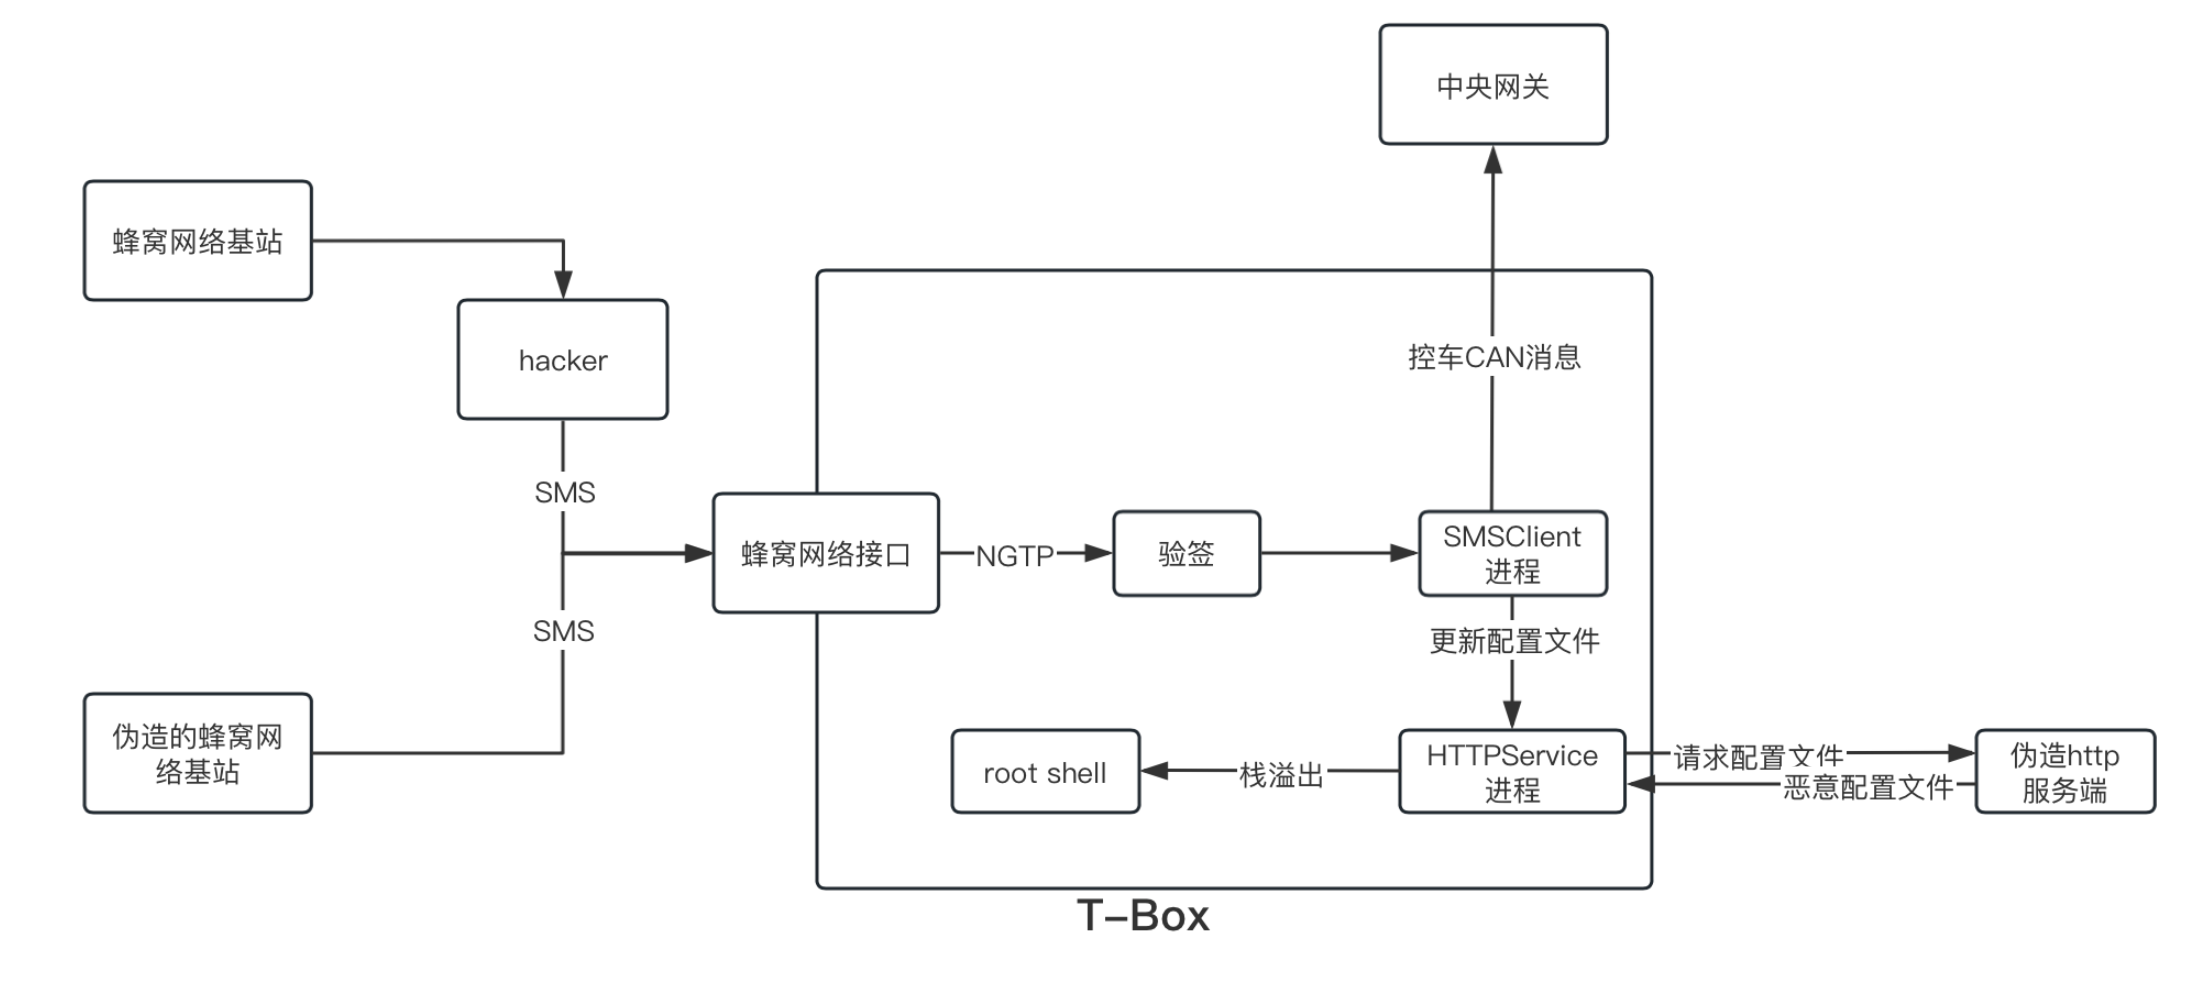 中央网关
蜂窝网络基站
hacker
控车CAN消息
SMS
蜂窝网络接口
NGTP
验签
SMSClient
进程
SMS
更新配置文件
伪造的蜂窝网
络基站
root shell
栈溢出
HTTPService
进程
请求配置文件
恶意配置文件
伪造http
服务端
T-Box